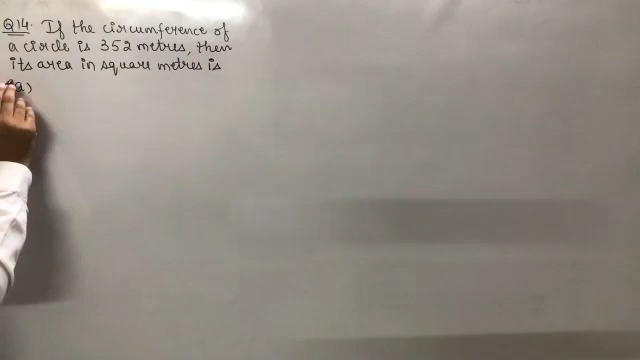 Q14. If the circumference of
a circle is 352 metres, then
its area in square metres is
(a)